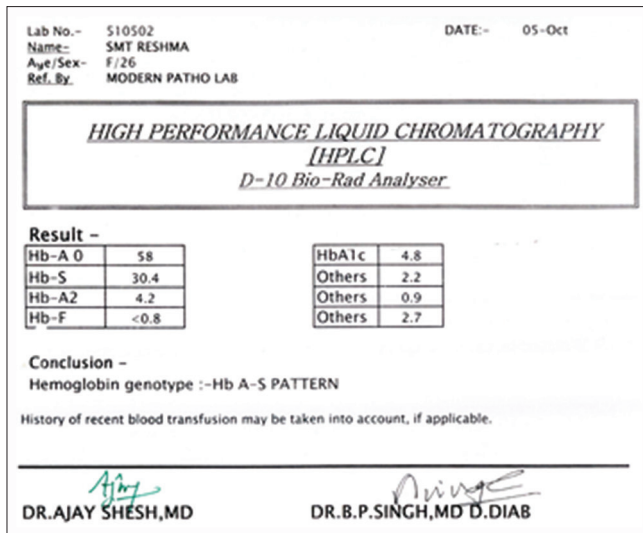 Lab No.- S10502 DATE:- 05-Oct
Name- SMT RESHMA
Aye/Sex- F/26
Ref. By MODERN PATHO LAB
HIGH PERFORMANCE LIQUID CHROMATOGRAPHY
[HPLC]
D-10 Bio-Rad Analyser
Result -
Hb-A 0 58 HbA1c 4.8
Hb-S 30.4 Others 2.2
Hb-A2 4.2 Others 0.9
Hb-F <0.8 Others 2.7
Conclusion -
Hemoglobin genotype :-Hb A-S PATTERN
History of recent blood transfusion may be taken into account, if applicable.
DR.AJAY SHESH,MD DR.B.P.SINGH,MD D.DIAB